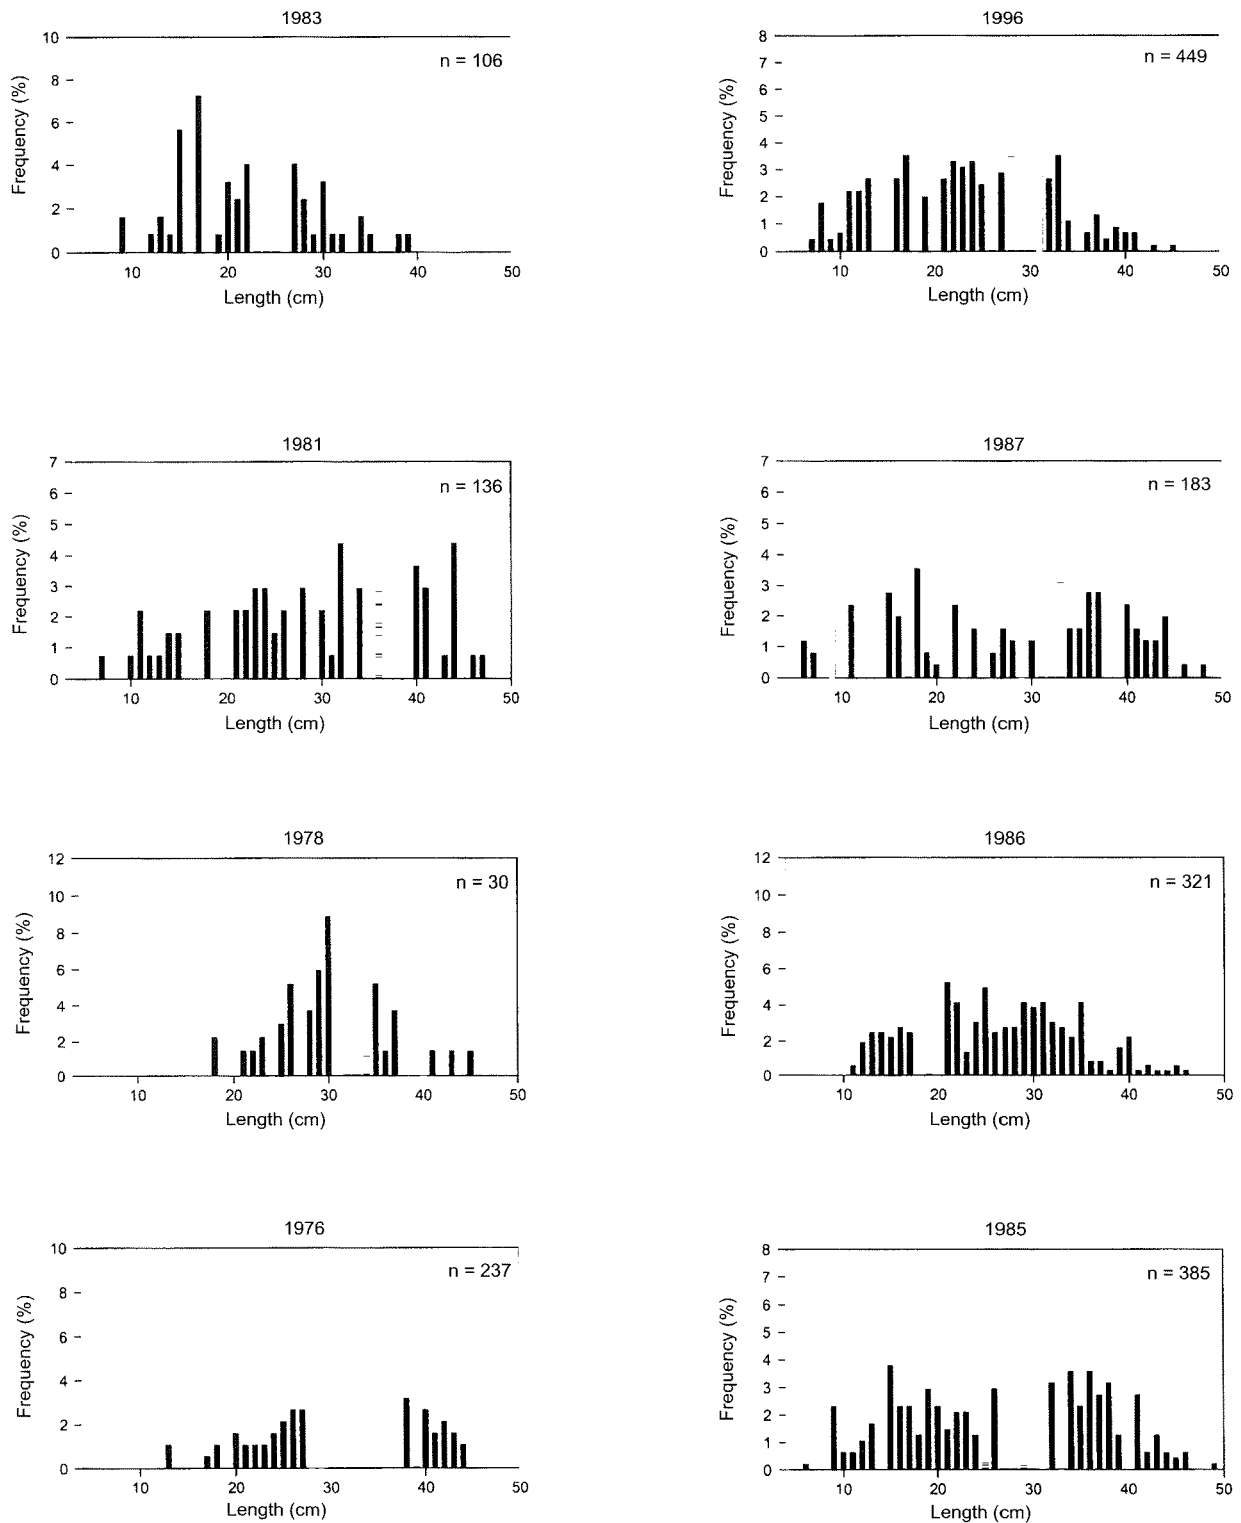 1983
n = 106
Frequency (%)
10
8
6
4
2
0
10 20 30 40 50
Length (cm)
1996
n = 449
Frequency (%)
8
7
6
5
4
3
2
1
0
10 20 30 40 50
Length (cm)
1981
n = 136
Frequency (%)
7
6
5
4
3
2
1
0
10 20 30 40 50
Length (cm)
1987
n = 183
Frequency (%)
7
6
5
4
3
2
1
0
10 20 30 40 50
Length (cm)
1978
n = 30
Frequency (%)
12
10
8
6
4
2
0
10 20 30 40 50
Length (cm)
1986
n = 321
Frequency (%)
12
10
8
6
4
2
0
10 20 30 40 50
Length (cm)
1976
n = 237
Frequency (%)
10
8
6
4
2
0
10 20 30 40 50
Length (cm)
1985
n = 385
Frequency (%)
8
7
6
5
4
3
2
1
0
10 20 30 40 50
Length (cm)